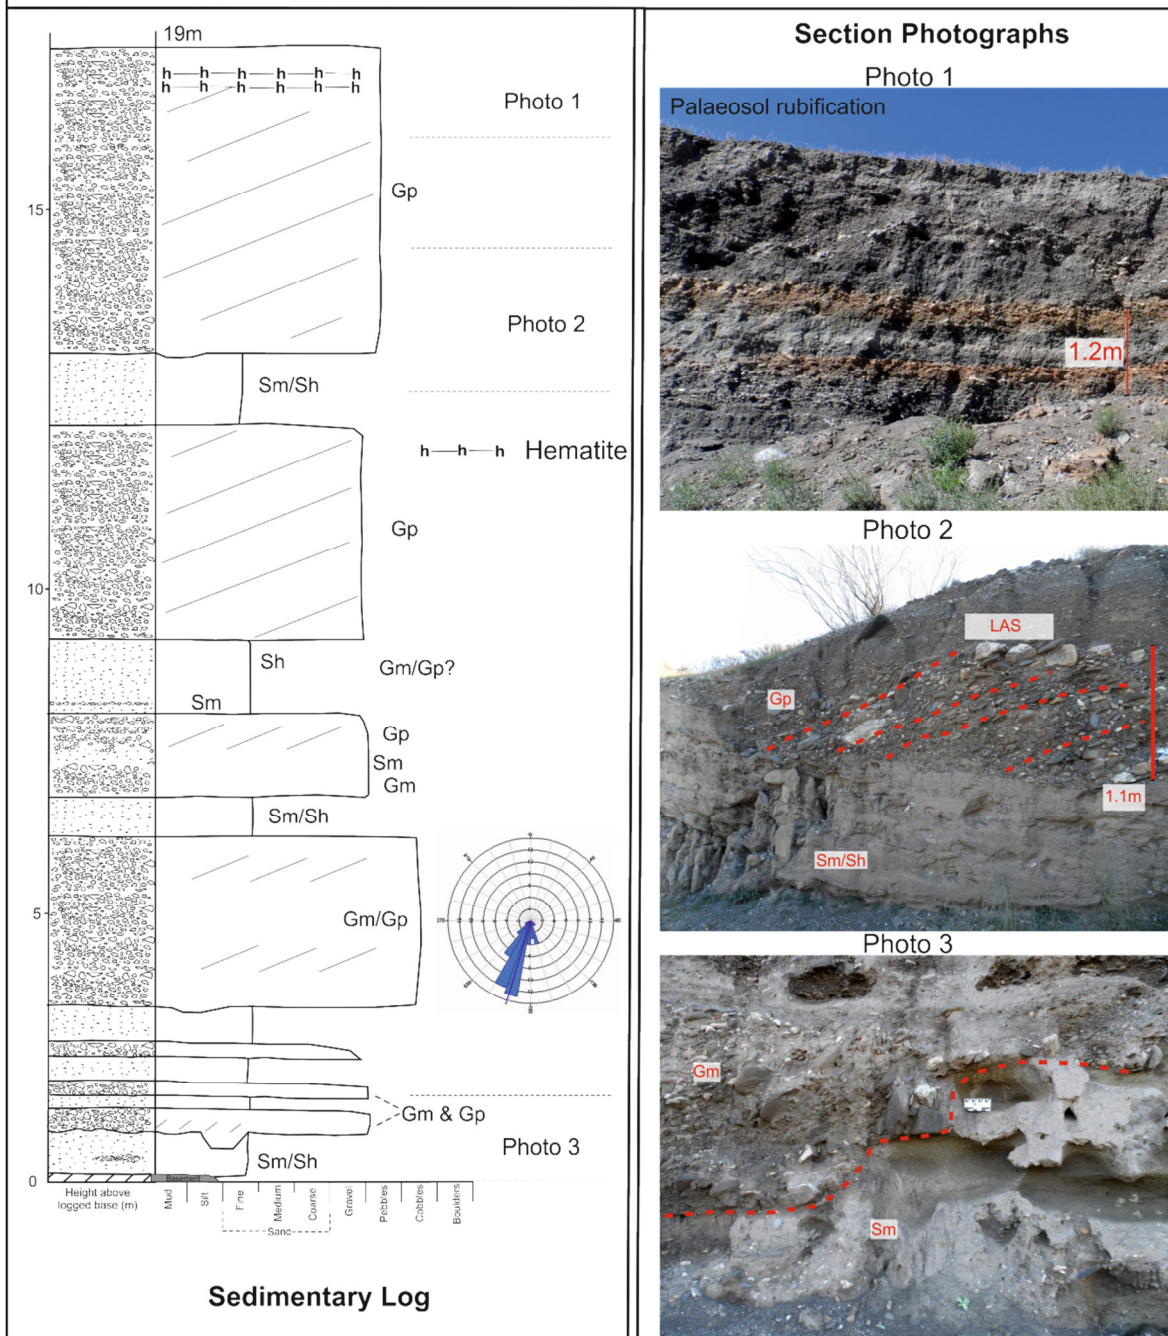 19m
h h h h h h
h h h h h h
Photo 1
15
Gp
Photo 2
Sm/Sh
h h h Hematite
Gp
10
Sh
Gm/Gp?
Sm
Gp
Sm
Gm
Sm/Sh
5
Gm/Gp
Gm & Gp
Photo 3
Sm/Sh
0
Basement
Height above
logged base (m)
Mud
Silt
Fine
Medium
Coarse
Gravel
Pebbles
Cobbles
Boulders
Sand
Sedimentary Log
Section Photographs
Photo 1
Palaeosol rubification
1.2m
Photo 2
LAS
Gp
1.1m
Sm/Sh
Photo 3
Gm
Sm